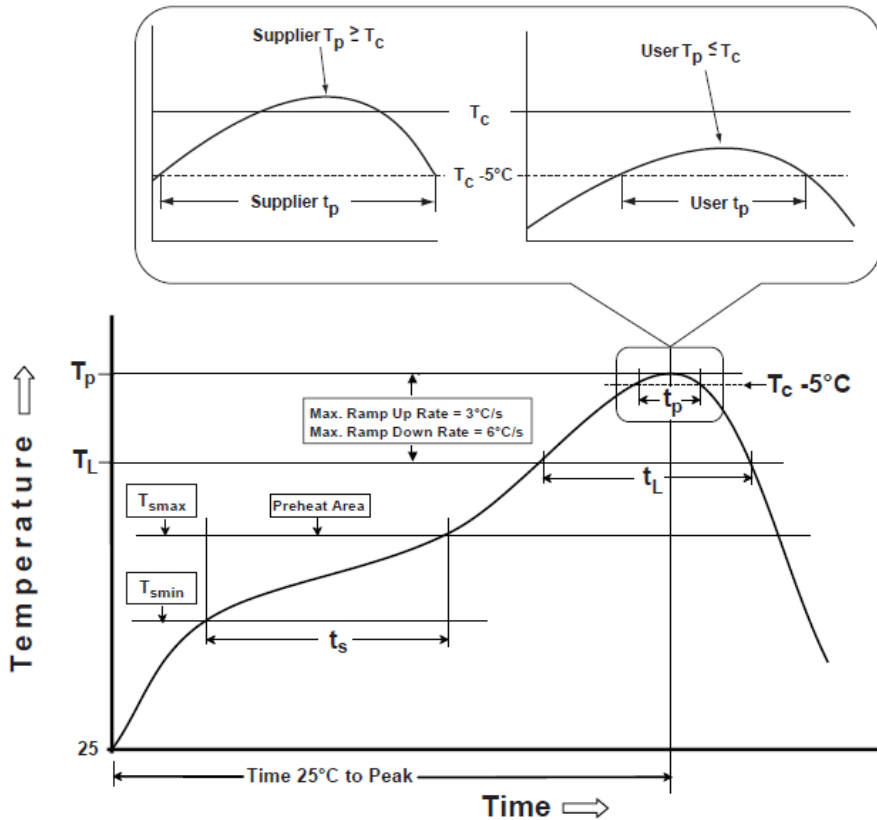 Supplier Tp ≥ Tc
User Tp ≤ Tc
Tc
Tc -5°C
Supplier tp
User tp
Tp
Tc -5°C
tp
Max. Ramp Up Rate = 3°C/s
Max. Ramp Down Rate = 6°C/s
TL
tL
Tsmax
Preheat Area
Tsmin
ts
Temperature
25
Time 25°C to Peak
Time